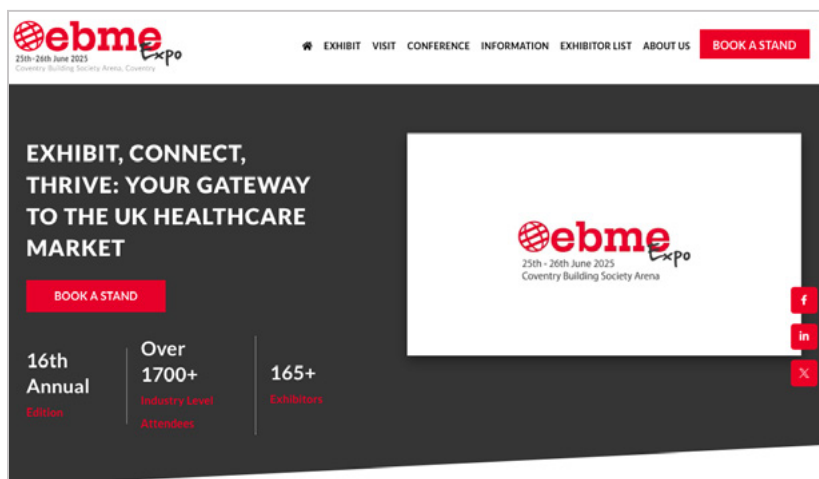 ebme
Expo
25th-26th June 2025
Coventry Building Society Arena, Coventry
EXHIBIT VISIT CONFERENCE INFORMATION EXHIBITOR LIST ABOUT US BOOK A STAND
EXHIBIT, CONNECT,
THRIVE: YOUR GATEWAY
TO THE UK HEALTHCARE
MARKET
BOOK A STAND
16th
Annual
Edition
Over
1700+
Industry Level
Attendees
165+
Exhibitors
ebme
Expo
25th - 26th June 2025
Coventry Building Society Arena
f
in
X